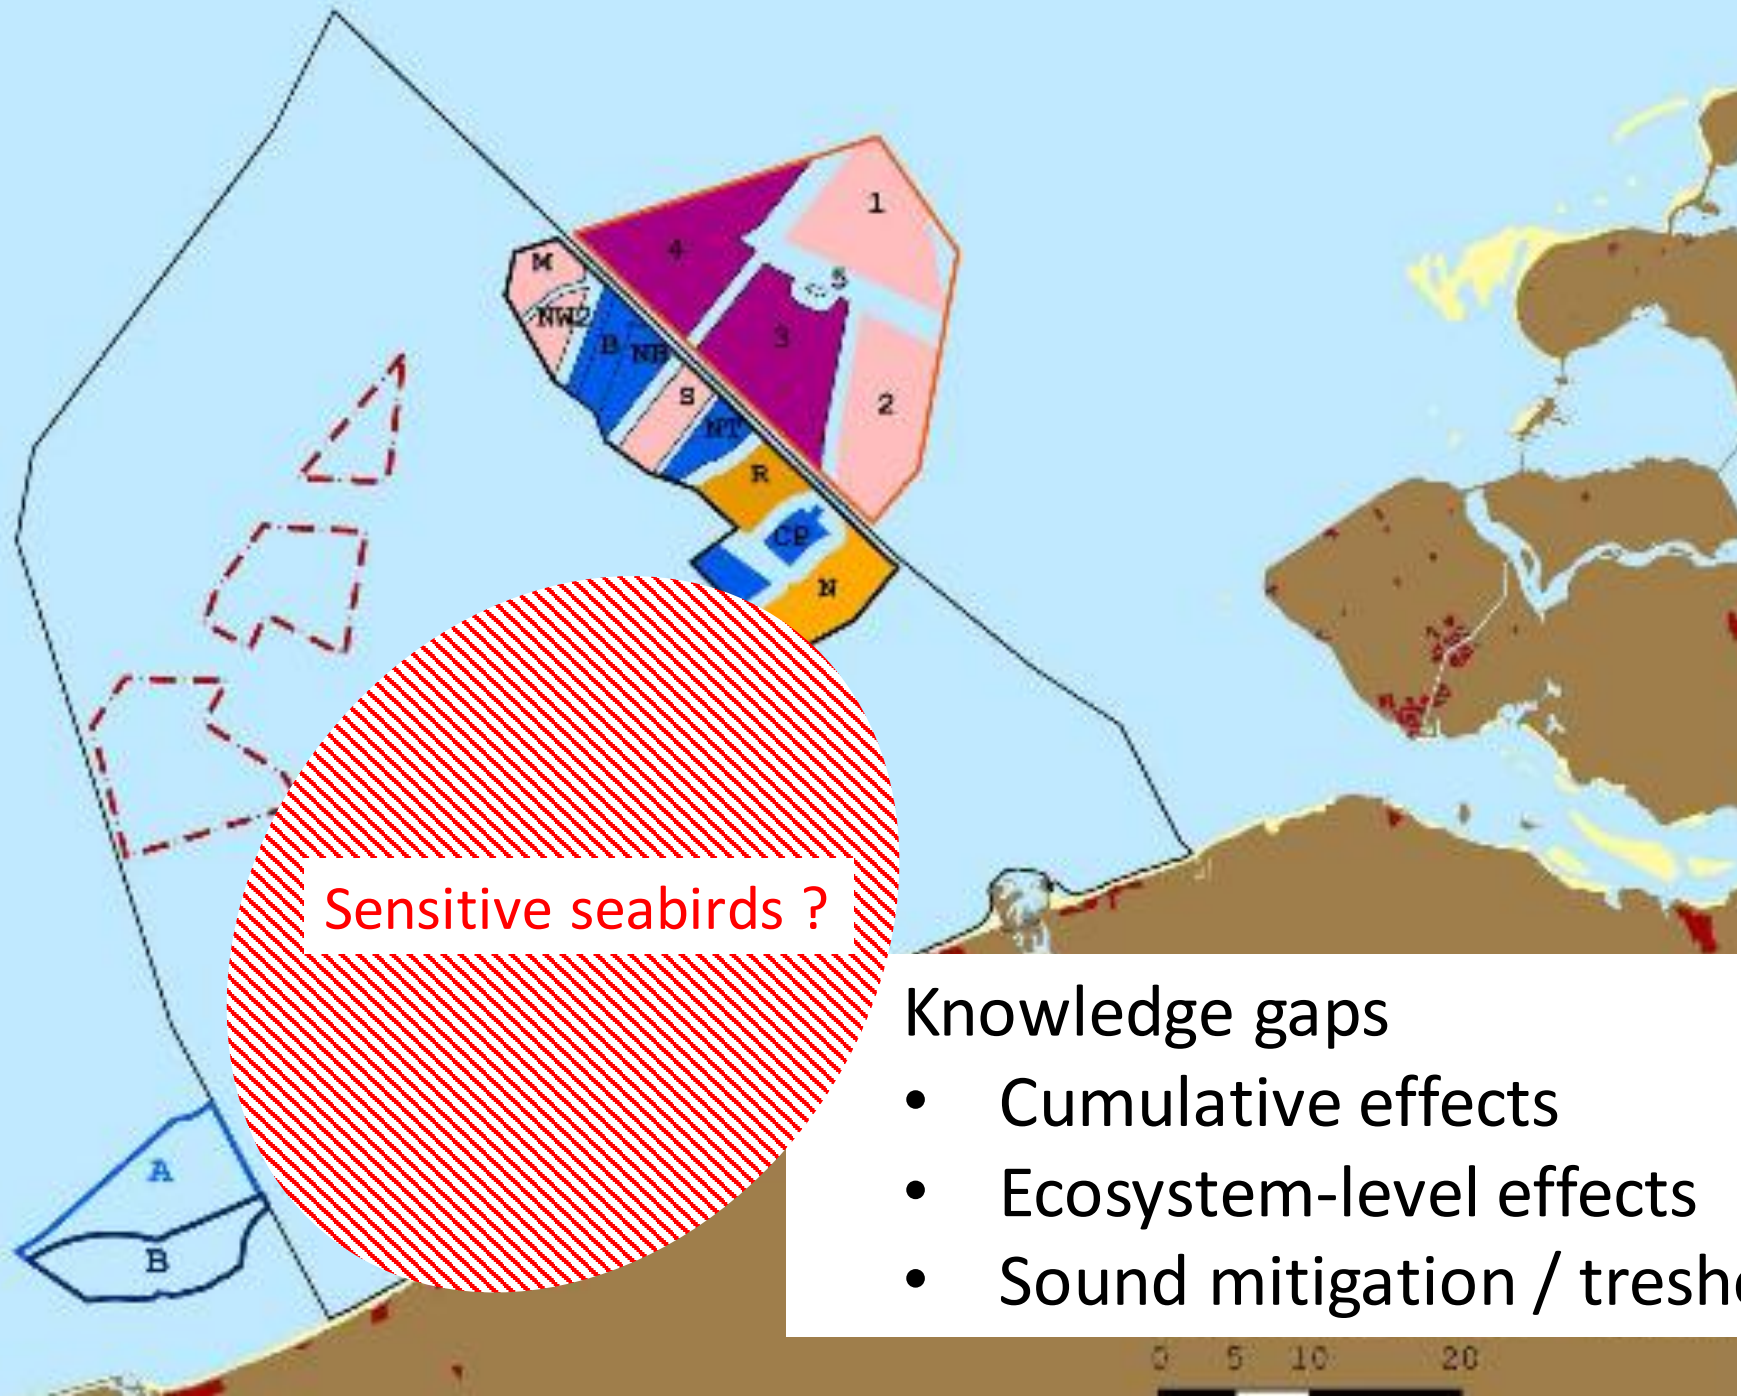 1
4
5
M
NW2
B
NB
3
S
2
NT
R
CP
N
Sensitive seabirds ?
Knowledge gaps
• Cumulative effects
• Ecosystem-level effects
• Sound mitigation /
A
B
0 5 10 20